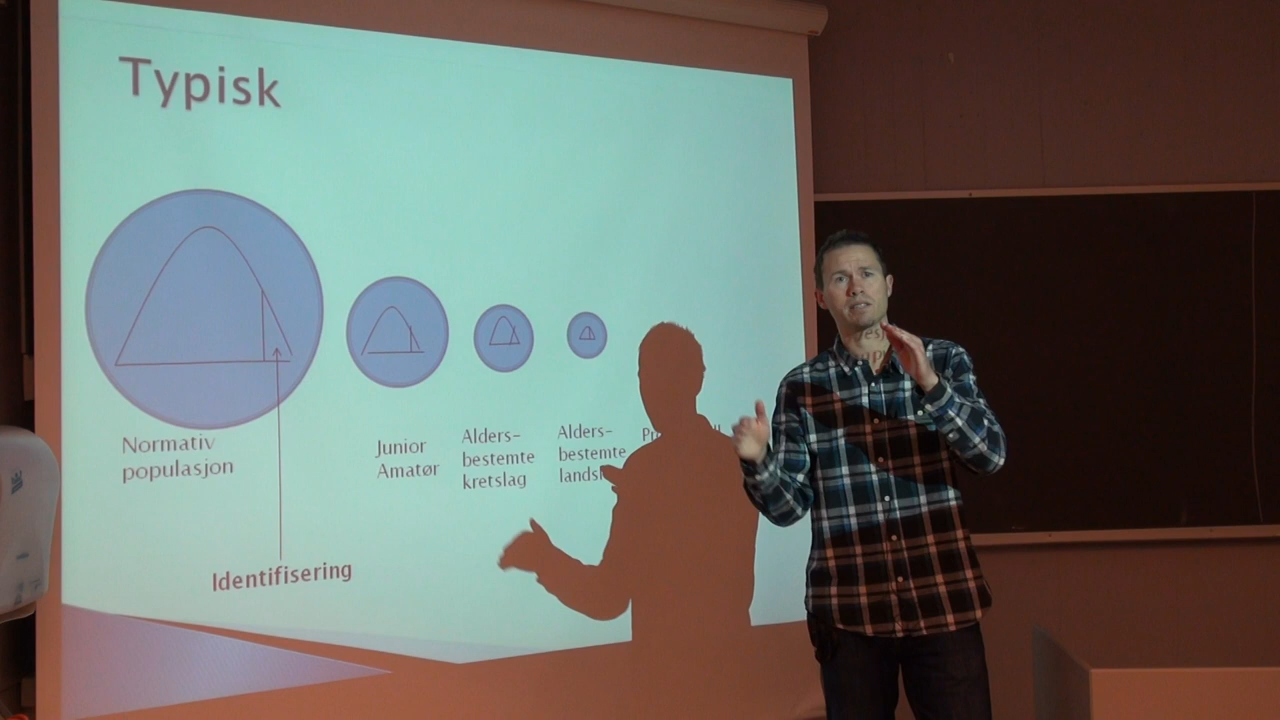 Typisk
Normativ
populasjon
Junior
Amatør
Alders-
bestemte
kretslag
Alders-
bestemte
Identifisering